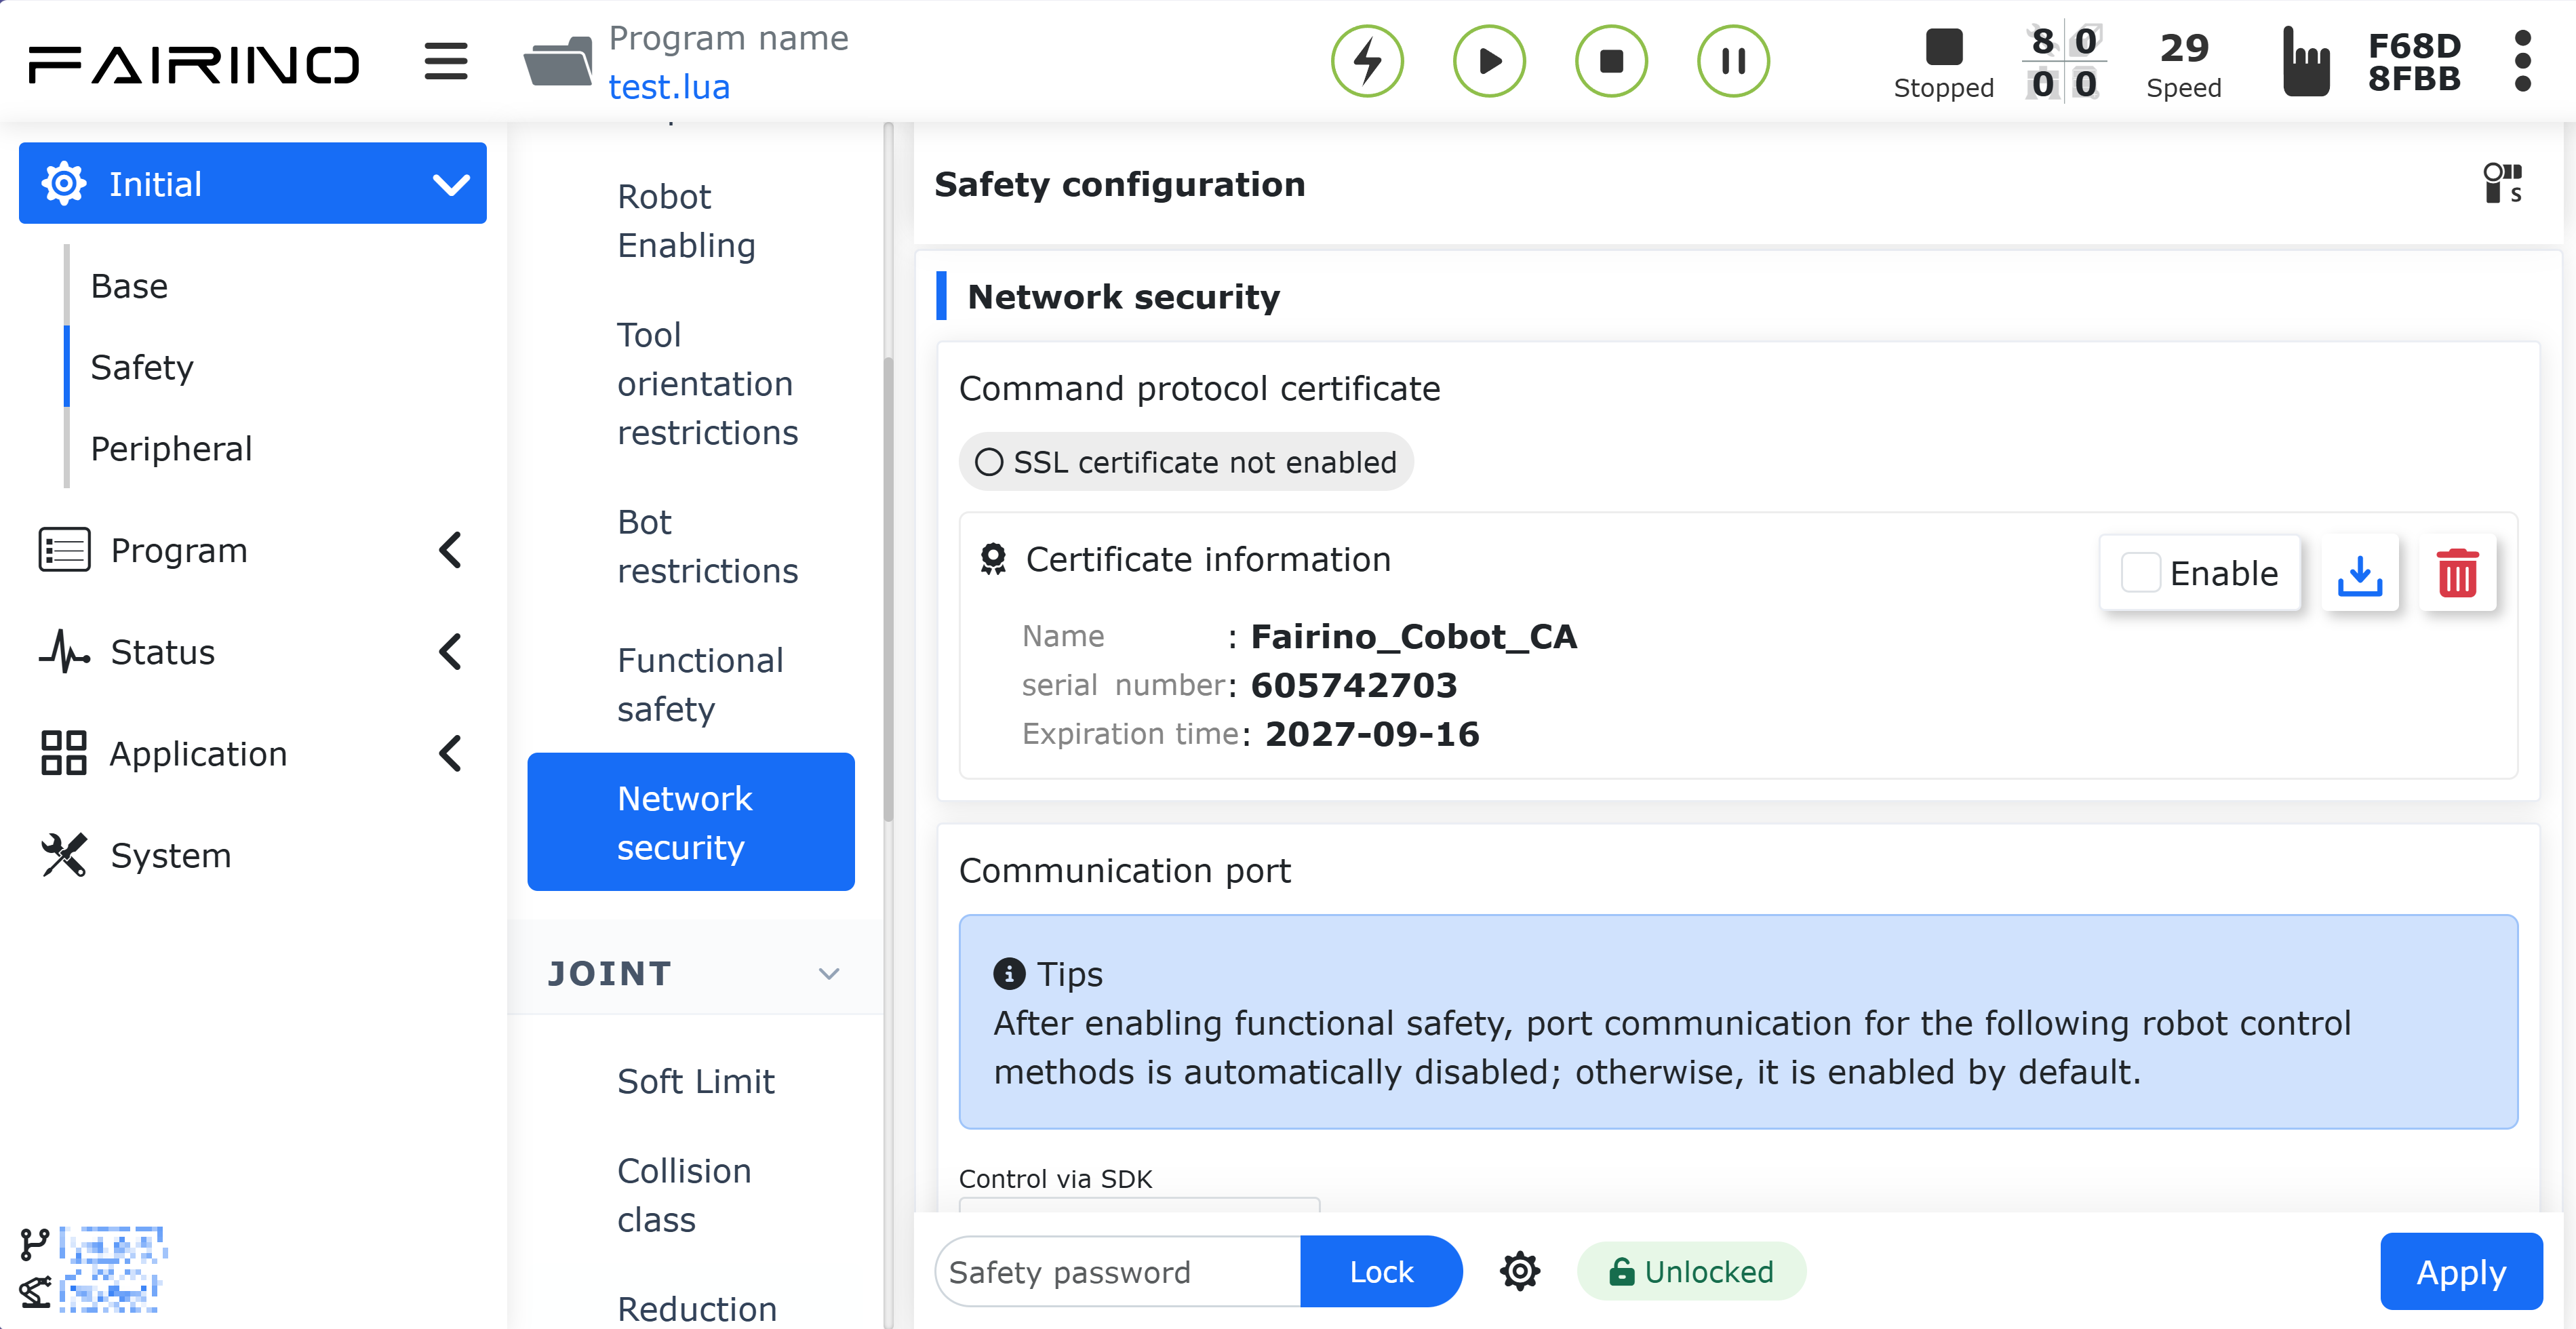 FAIRINO
Program name
test.lua
Stopped
8 0
0 0
29
Speed
F68D
8FBB
Initial
Base
Safety
Peripheral
Program
Status
Application
System
Robot
Enabling
Tool
orientation
restrictions
Bot
restrictions
Functional
safety
Network
security
JOINT
Soft Limit
Collision
class
Reduction
Safety configuration
S
Network security
Command protocol certificate
SSL certificate not enabled
Certificate information
Enable
Name : Fairino_Cobot_CA
serial number: 605742703
Expiration time: 2027-09-16
Communication port
Tips
After enabling functional safety, port communication for the following robot control
methods is automatically disabled; otherwise, it is enabled by default.
Control via SDK
Safety password
Lock
Unlocked
Apply